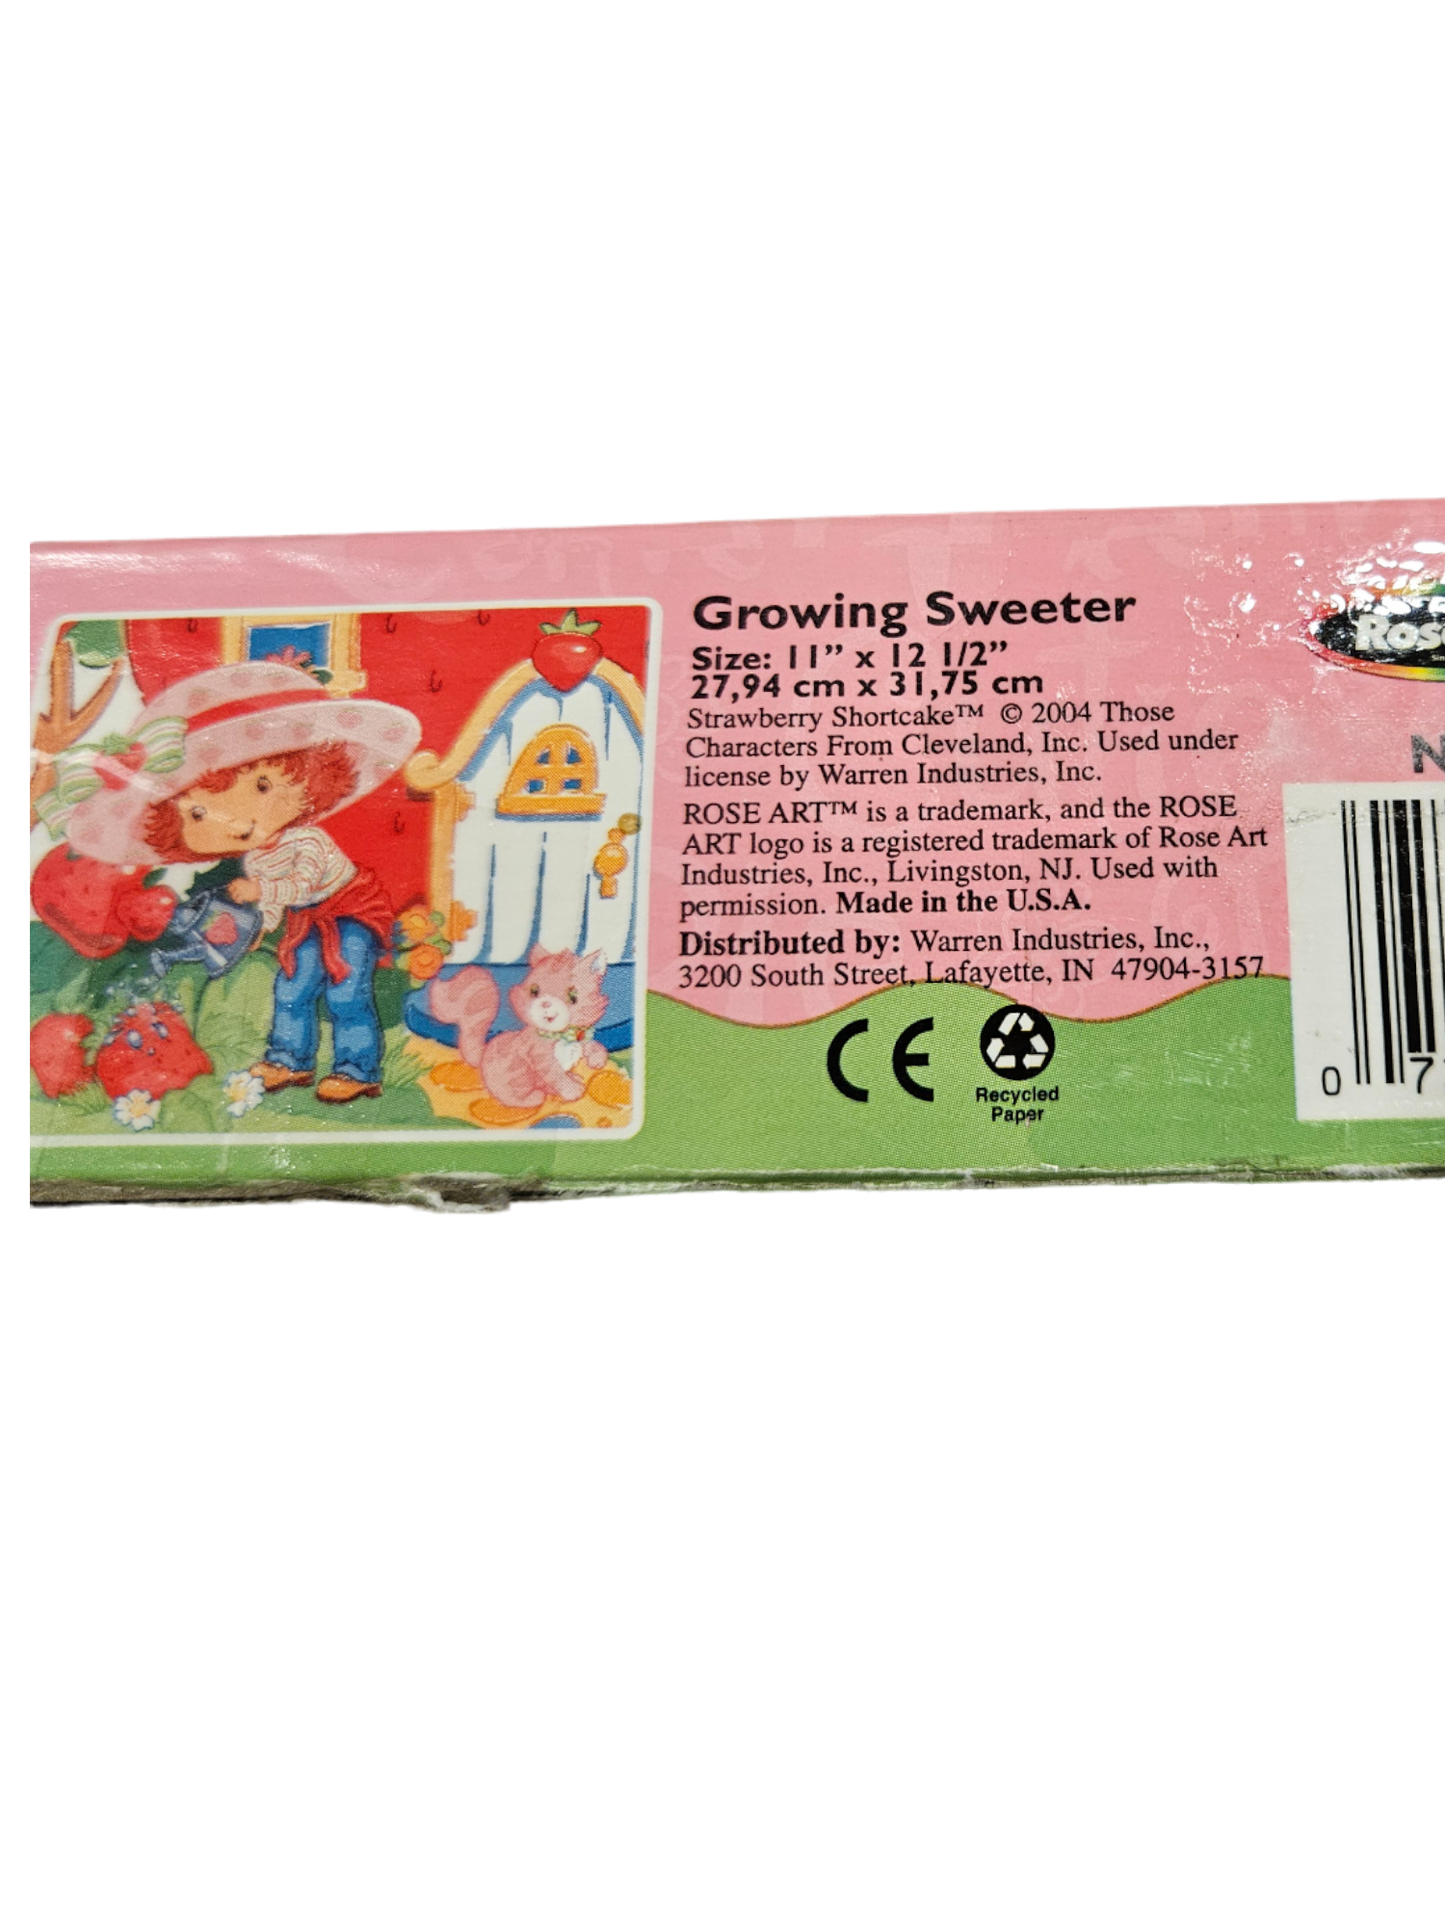 Growing Sweeter
Size: 11” x 12 1/2”
27,94 cm x 31,75 cm
Strawberry Shortcake™ © 2004 Those
Characters From Cleveland, Inc. Used under
license by Warren Industries, Inc.
ROSE ART™ is a trademark, and the ROSE
ART logo is a registered trademark of Rose Art
Industries, Inc., Livingston, NJ. Used with
permission. Made in the U.S.A.
Distributed by: Warren Industries, Inc.,
3200 South Street, Lafayette, IN 47904-3157
CE
Recycled
Paper
0 7